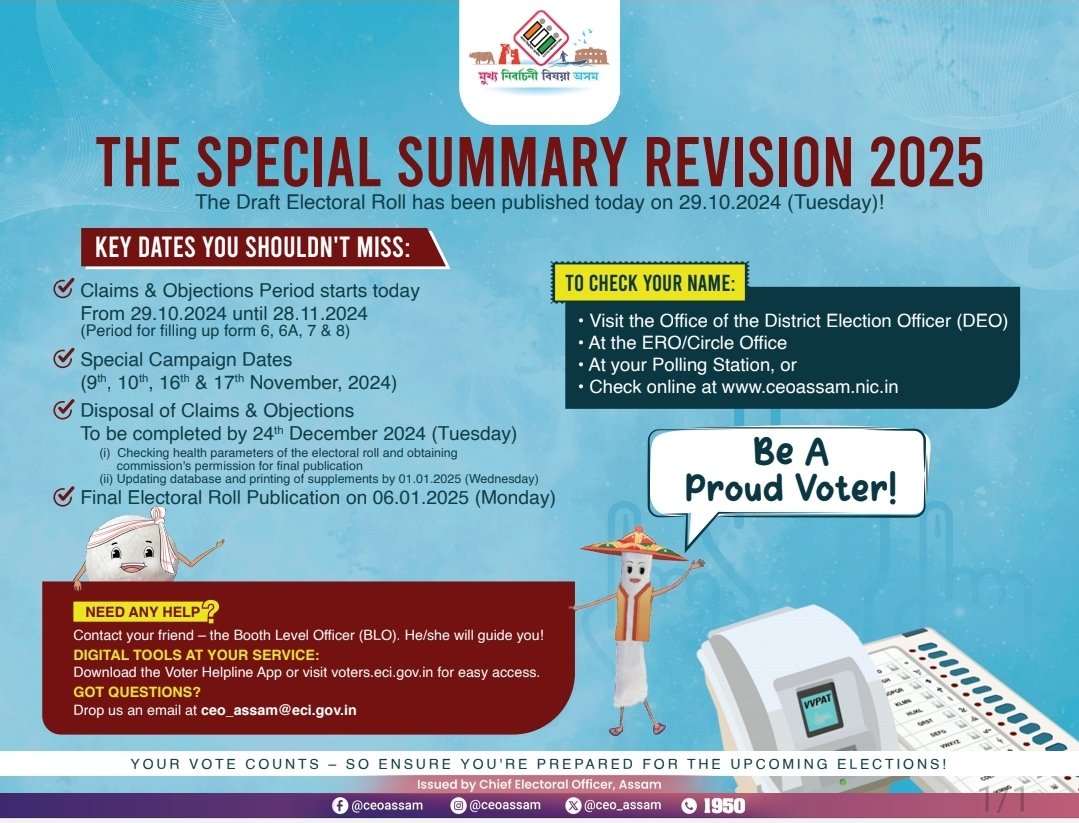 মুখ্য নির্বাচনী বিষয়া অসম
THE SPECIAL SUMMARY REVISION 2025
The Draft Electoral Roll has been published today on 29.10.2024 (Tuesday)!
KEY DATES YOU SHOULDN'T MISS:
Claims & Objections Period starts today
From 29.10.2024 until 28.11.2024
(Period for filling up form 6, 6A, 7 & 8)
Special Campaign Dates
(9th, 10th, 16th & 17th November, 2024)
Disposal of Claims & Objections
To be completed by 24th December 2024 (Tuesday)
(i) Checking health parameters of the electoral roll and obtaining
commission's permission for final publication
(ii) Updating database and printing of supplements by 01.01.2025 (Wednesday)
Final Electoral Roll Publication on 06.01.2025 (Monday)
TO CHECK YOUR NAME:
• Visit the Office of the District Election Officer (DEO)
• At the ERO/Circle Office
• At your Polling Station, or
• Check online at www.ceoassam.nic.in
Be A
Proud Voter!
NEED ANY HELP?
Contact your friend – the Booth Level Officer (BLO). He/she will guide you!
DIGITAL TOOLS AT YOUR SERVICE:
Download the Voter Helpline App or visit voters.eci.gov.in for easy access.
GOT QUESTIONS?
Drop us an email at ceo_assam@eci.gov.in
VVPAT
KLMN
HIJKL
QRST
DEFG
VWXYZ
YOUR VOTE COUNTS – SO ENSURE YOU'RE PREPARED FOR THE UPCOMING ELECTIONS!
Issued by Chief Electoral Officer, Assam
@ceoassam @ceoassam @ceo_assam 1950
1/1